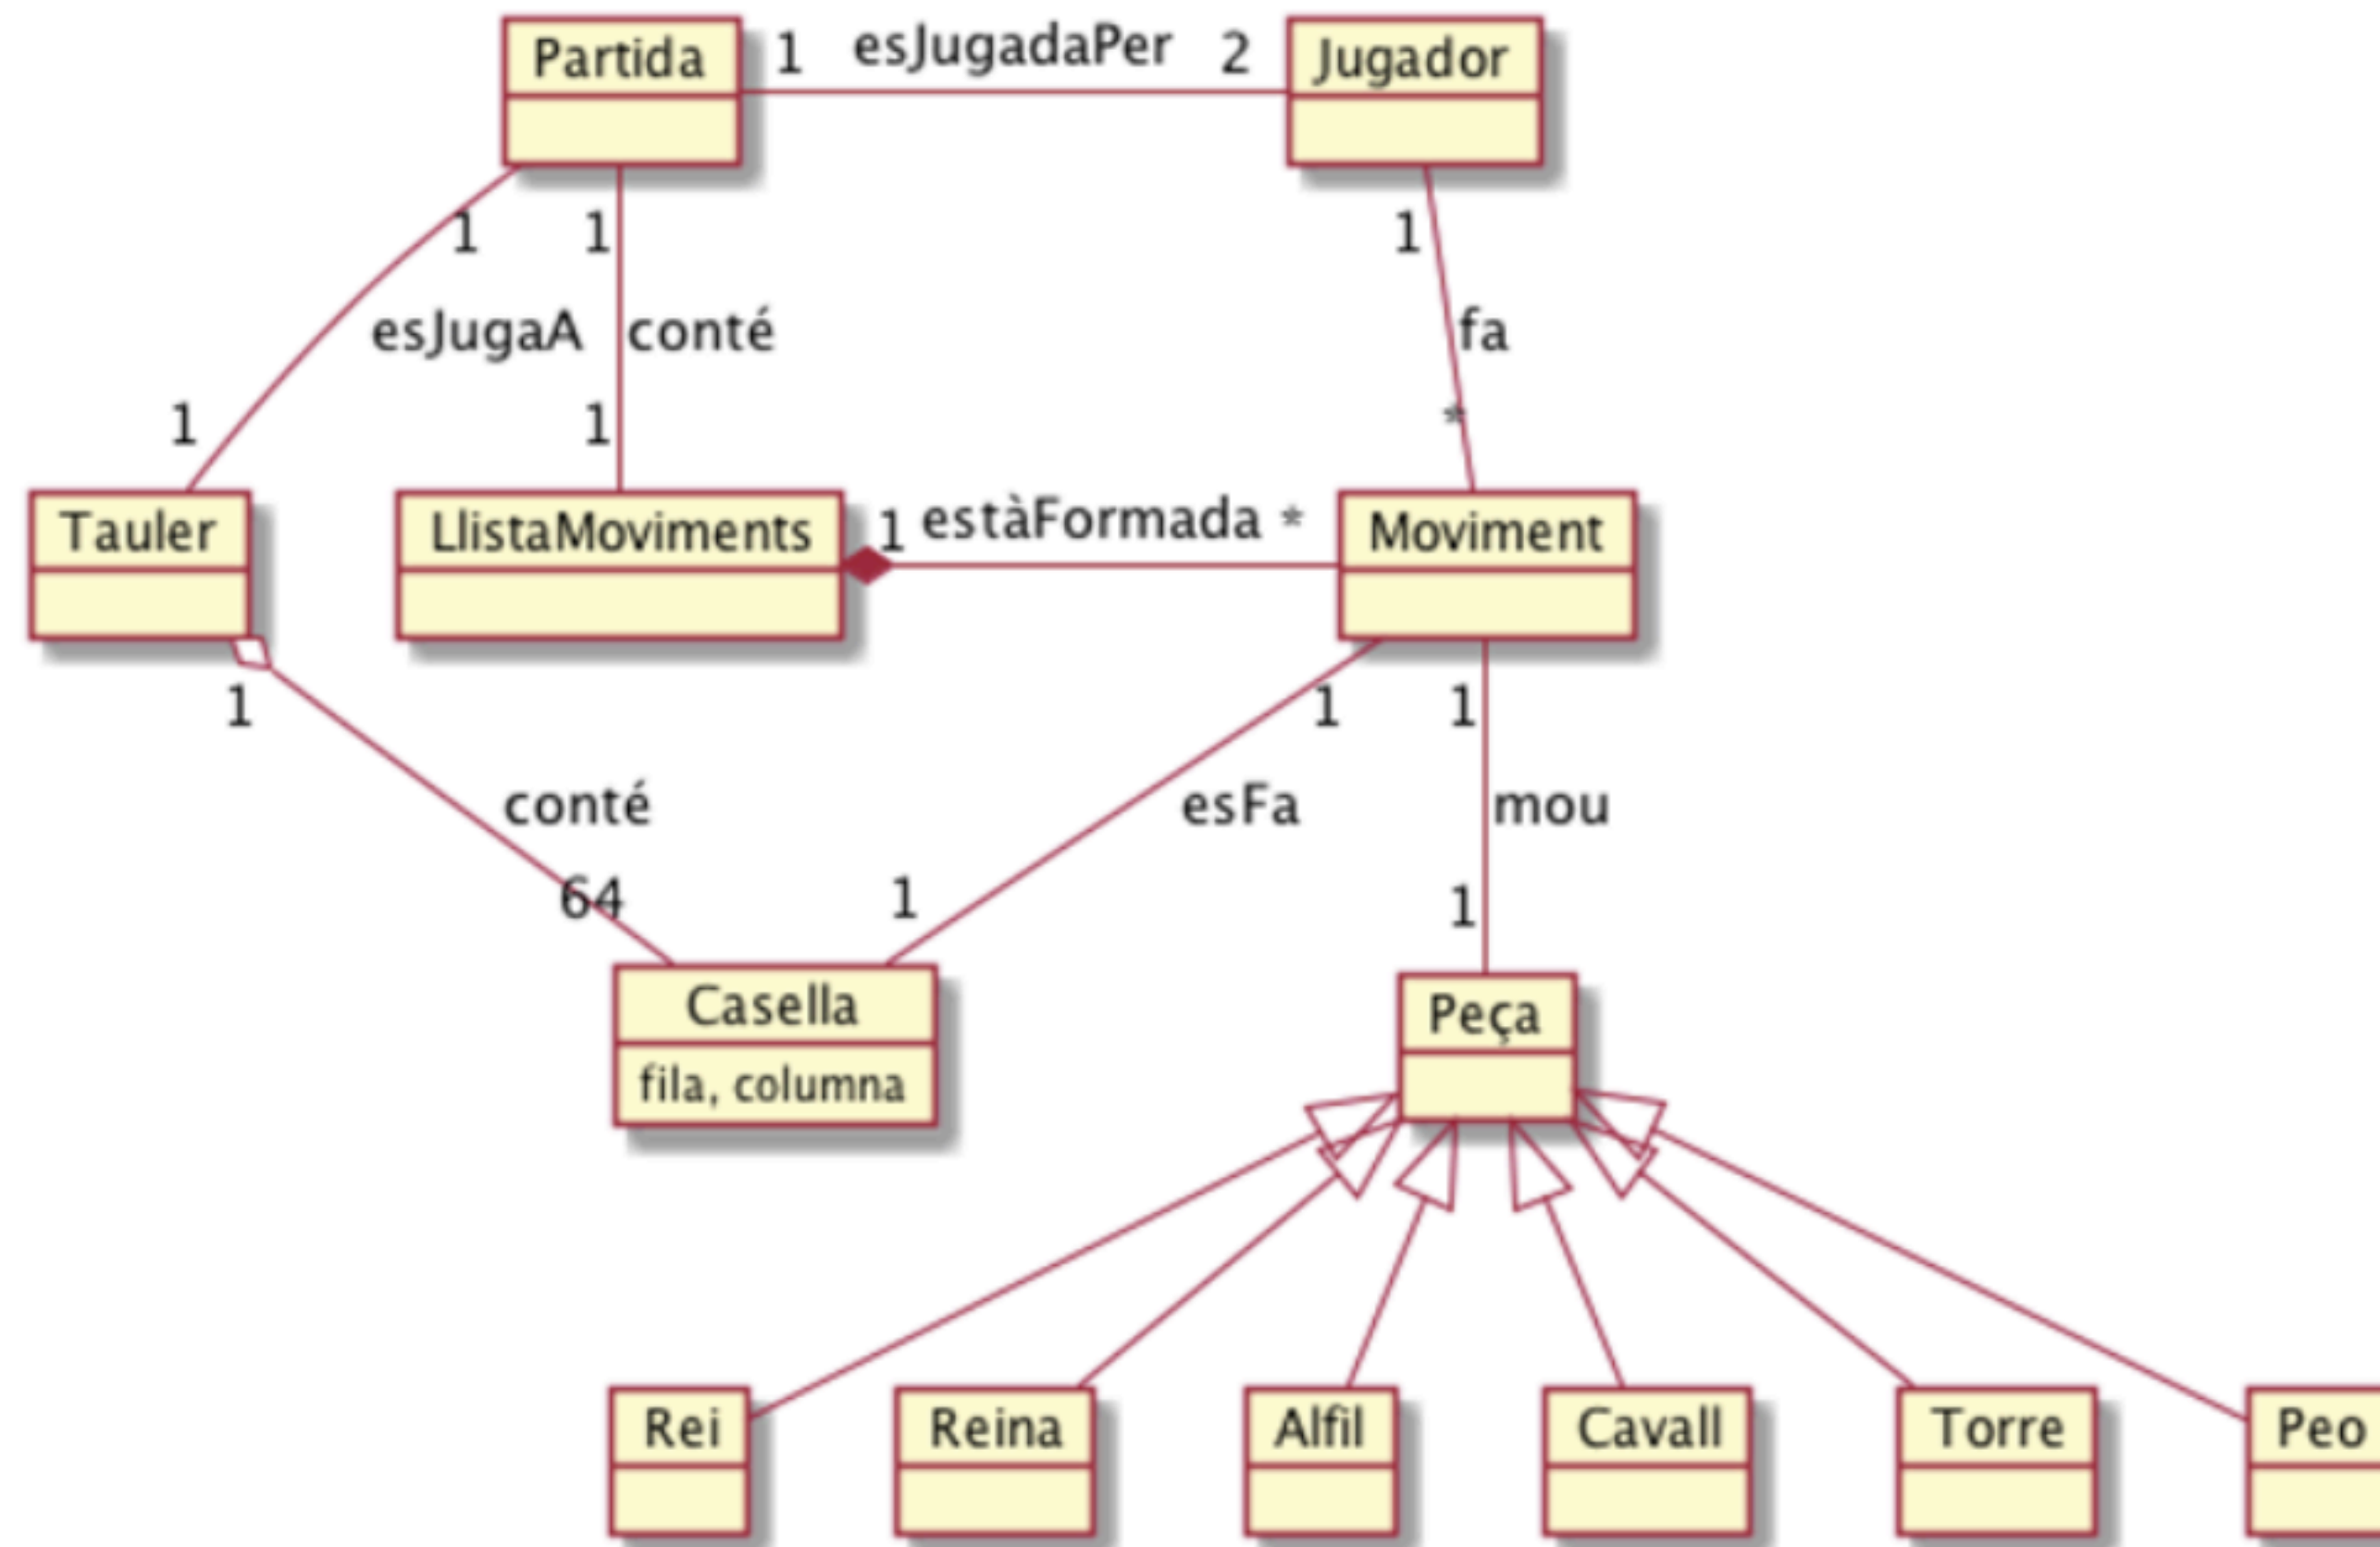 Partida
1 esJugadaPer 2
Jugador
1
1
1
esJugaA
conté
fa
1
1
*
Tauler
LlistaMoviments
1 estàFormada *
Moviment
1
1
1
conté
esFa
mou
64
1
1
Casella
fila, columna
Peça
Rei
Reina
Alfil
Cavall
Torre
Peo